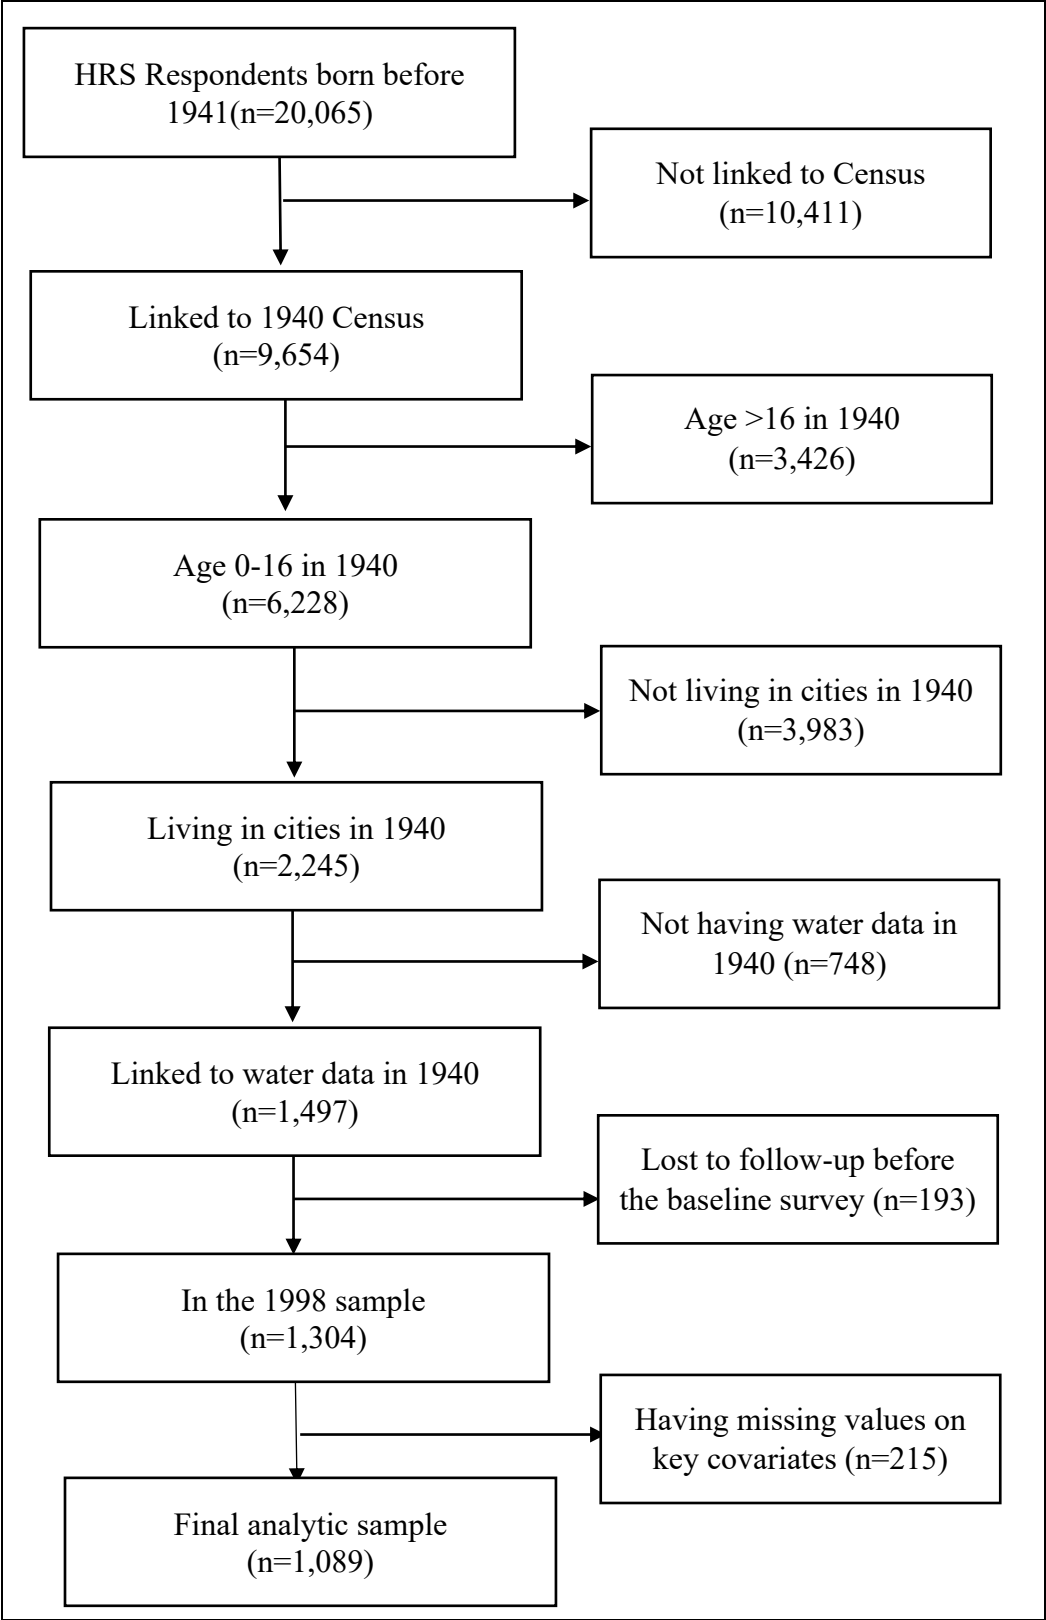 HRS Respondents born before
1941(n=20,065)
Not linked to Census
(n=10,411)
Linked to 1940 Census
(n=9,654)
Age >16 in 1940
(n=3,426)
Age 0-16 in 1940
(n=6,228)
Not living in cities in 1940
(n=3,983)
Living in cities in 1940
(n=2,245)
Not having water data in
1940 (n=748)
Linked to water data in 1940
(n=1,497)
Lost to follow-up before
the baseline survey (n=193)
In the 1998 sample
(n=1,304)
Having missing values on
key covariates (n=215)
Final analytic sample
(n=1,089)